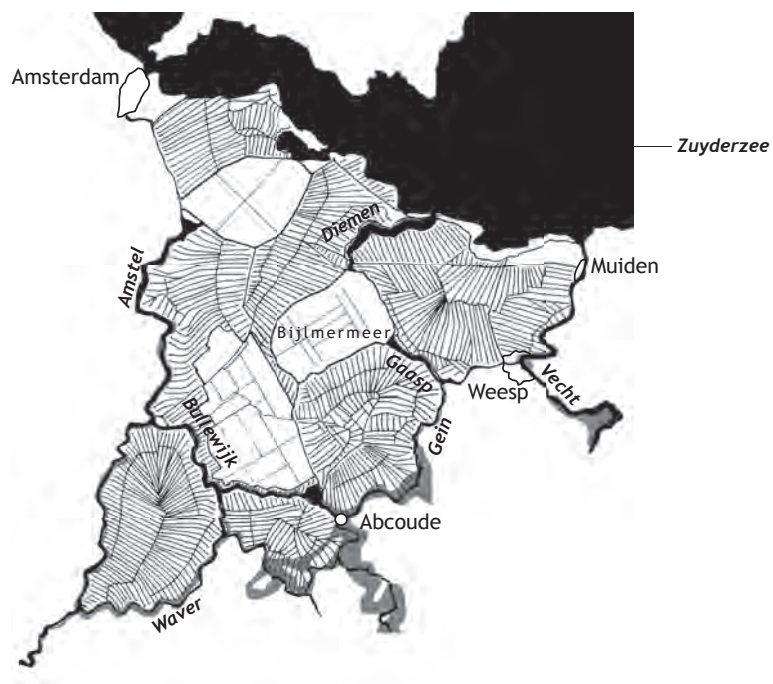 Amsterdam
Zuyderzee
Diemen
Amstel
Muiden
Bijlmermeer
Gaasp
Weesp
Vecht
Bullewijk
Gein
Abcoude
Waver